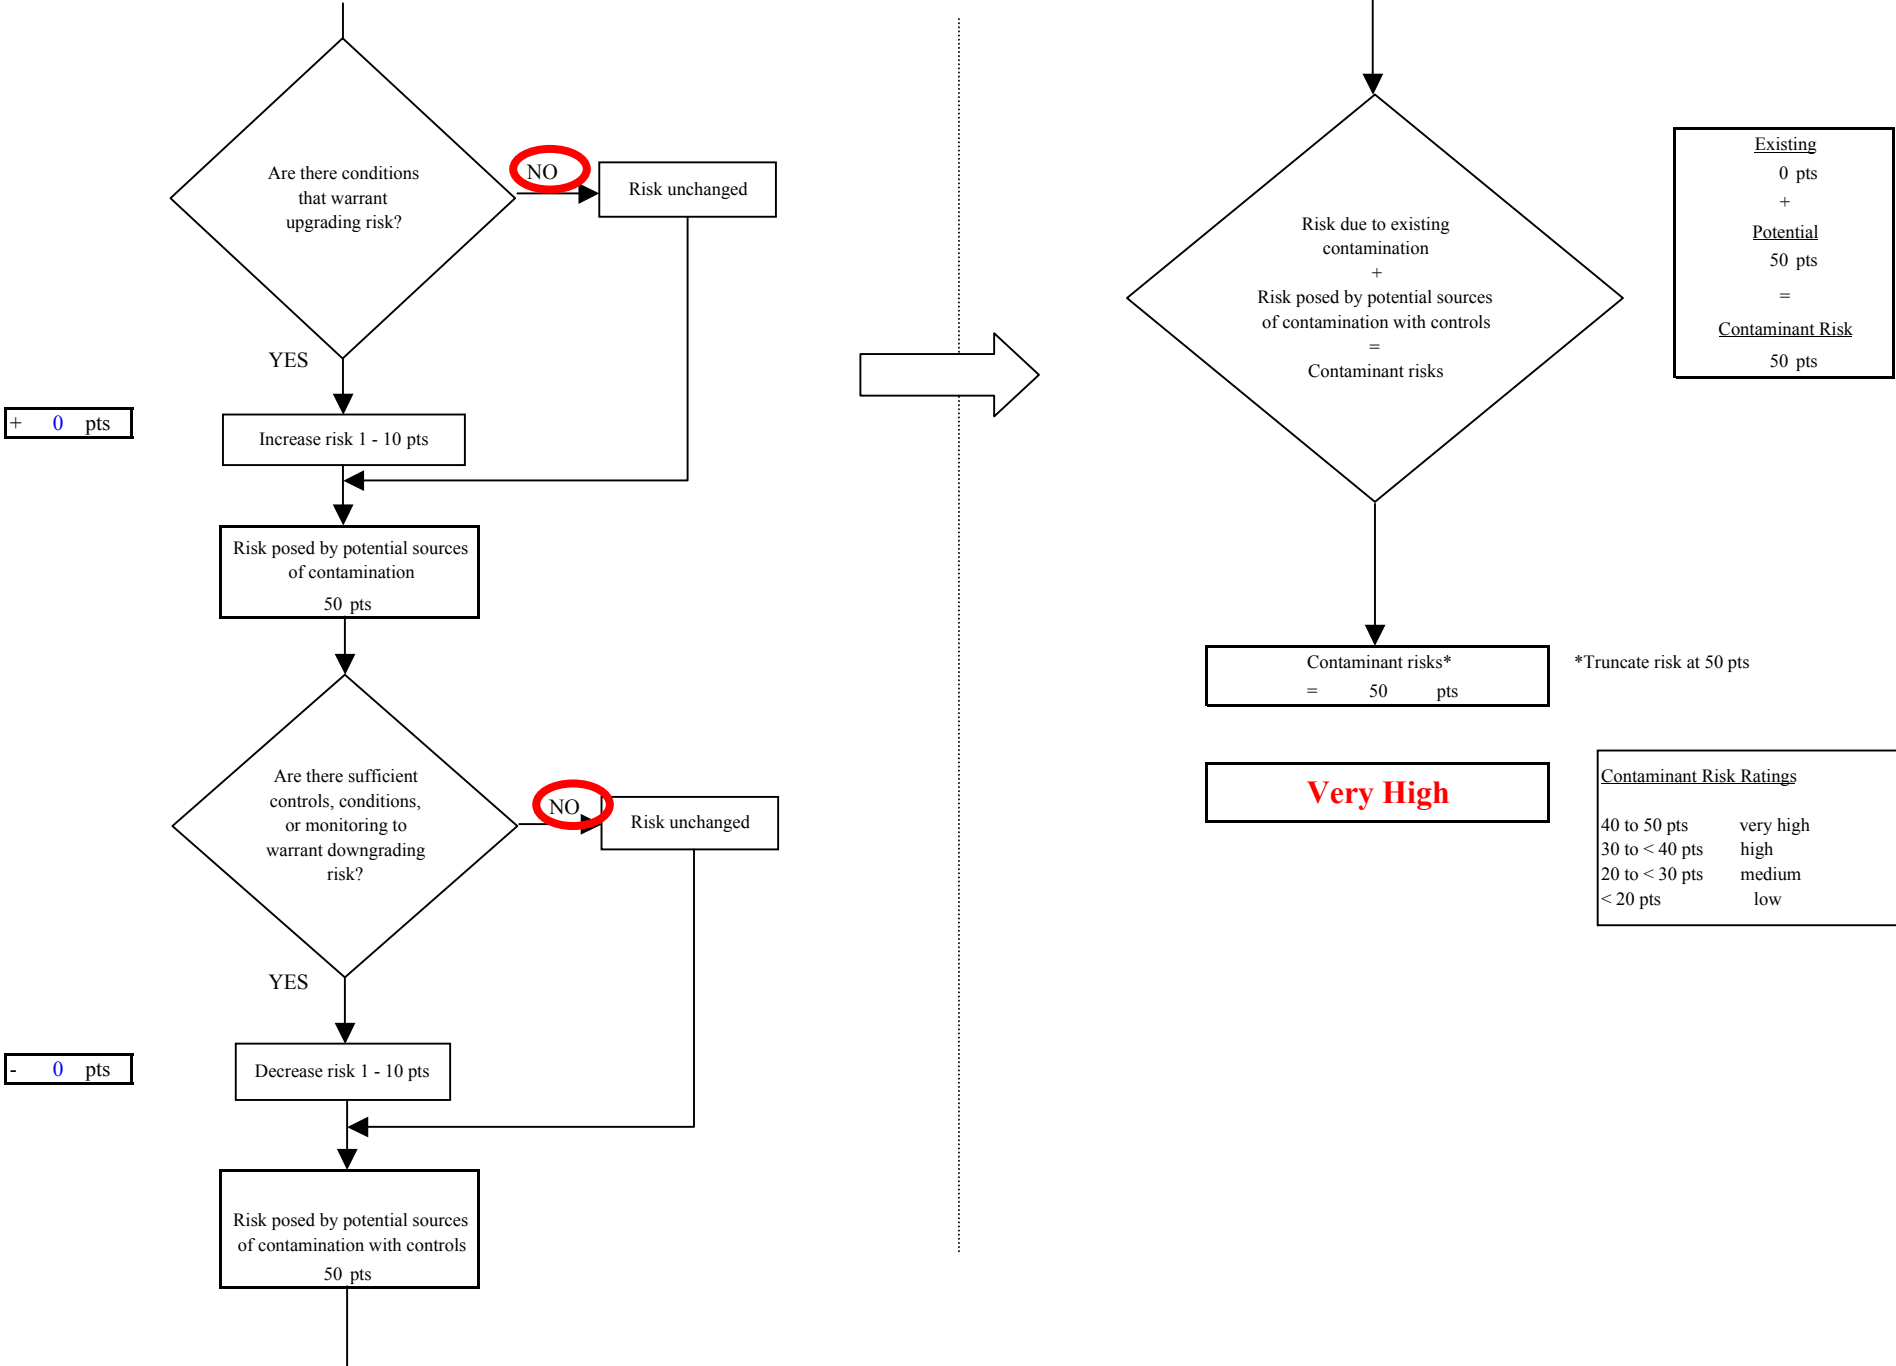 Are there conditions
that warrant
upgrading risk?
NO
Risk unchanged
YES
+ 0 pts
Increase risk 1 - 10 pts
Risk posed by potential sources
of contamination
50 pts
Are there sufficient
controls, conditions,
or monitoring to
warrant downgrading
risk?
NO
Risk unchanged
YES
- 0 pts
Decrease risk 1 - 10 pts
Risk posed by potential sources
of contamination with controls
50 pts
Risk due to existing
contamination
+
Risk posed by potential sources
of contamination with controls
=
Contaminant risks
Existing
0 pts
+
Potential
50 pts
=
Contaminant Risk
50 pts
Contaminant risks*
= 50 pts
*Truncate risk at 50 pts
Very High
Contaminant Risk Ratings
40 to 50 pts very high
30 to < 40 pts high
20 to < 30 pts medium
< 20 pts low